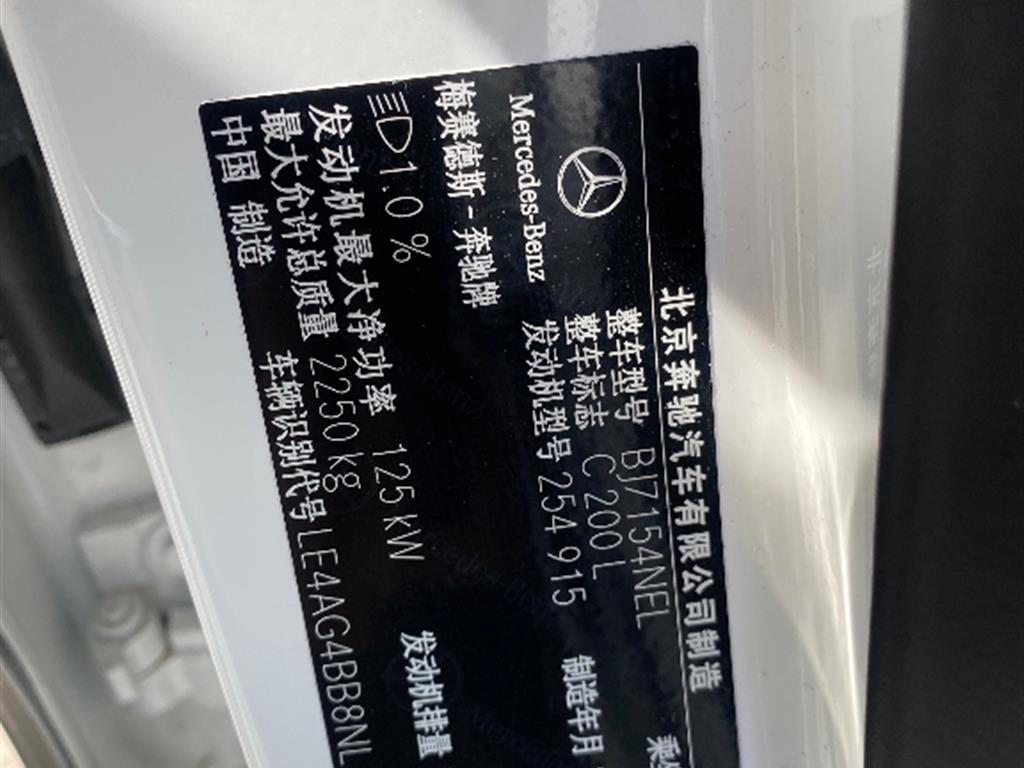 北京奔驰汽车有限公司制造
整车型号 BJ7154NEL
整车标志 C 200 L
发动机型号 254 915 制造年月
Mercedes-Benz
梅赛德斯-奔驰牌
1.0 % 发动机排量
发动机最大净功率 125 kW
最大允许总质量 2250 kg
车辆识别代号 LE4AG4BB8NL
中国 制造